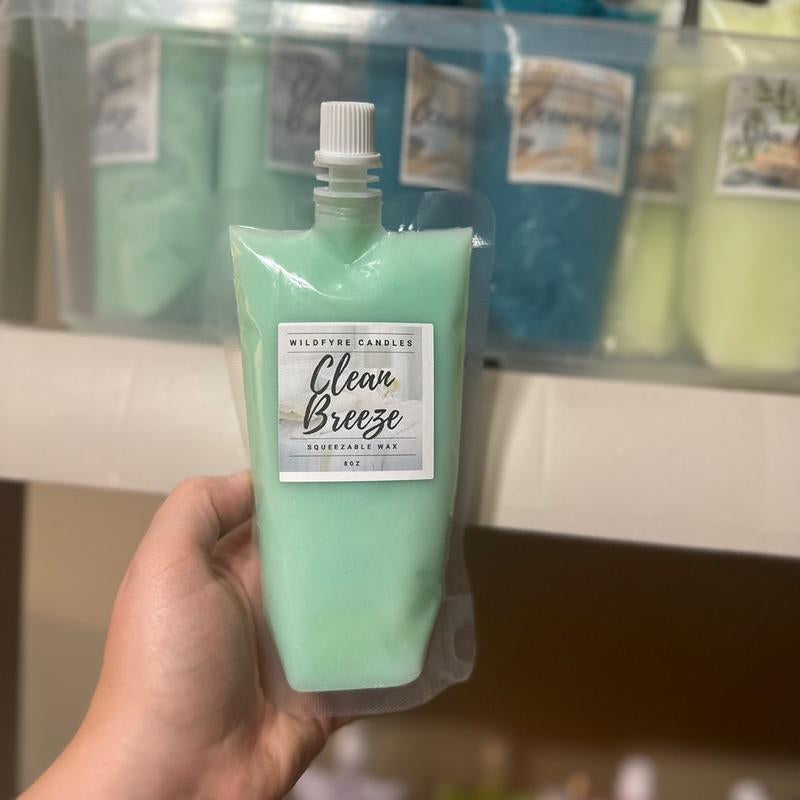 WILDFYRE CANDLES
Clean
Breeze
SQUEEZABLE WAX
8OZ